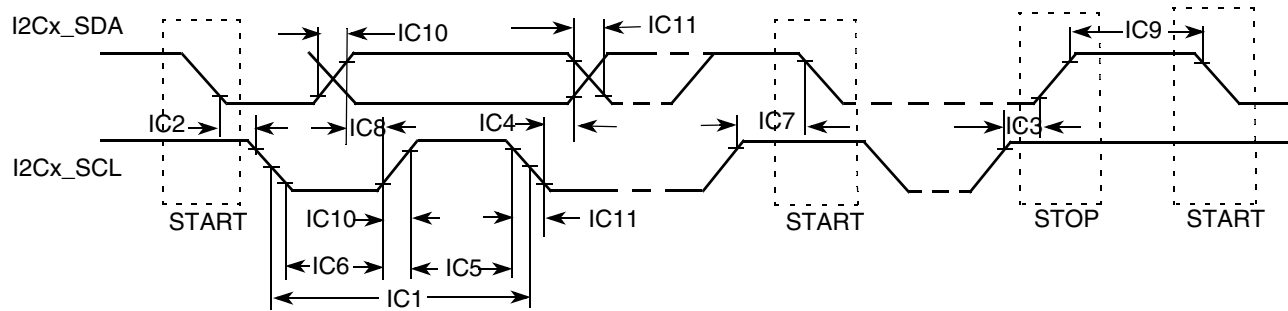 I2Cx_SDA
IC10
IC11
IC9
IC2
IC8
IC4
IC7
IC3
I2Cx_SCL
START
IC10
IC11
START
STOP
START
IC6
IC5
IC1